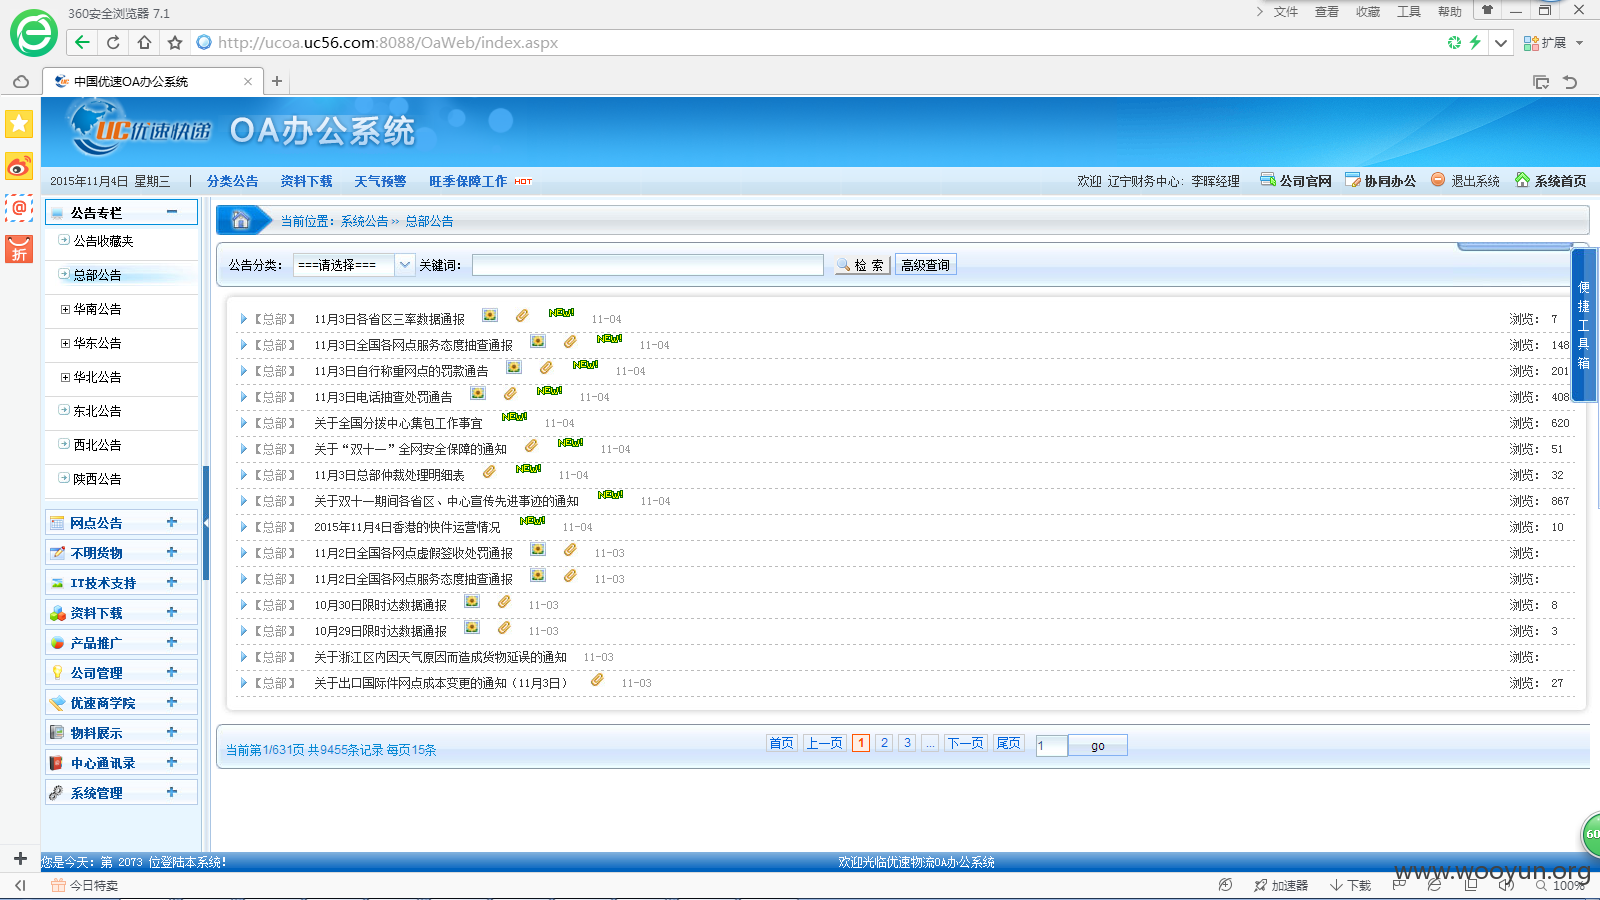 360安全浏览器 7.1
文件 查看 收藏 工具 帮助
http://ucoa.uc56.com:8088/OaWeb/index.aspx
扩展
中国优速OA办公系统
UC优速快递 OA办公系统
2015年11月4日 星期三 | 分类公告 资料下载 天气预警 旺季保障工作 HOT
欢迎 辽宁财务中心: 李晖经理 公司官网 协同办公 退出系统 系统首页
公告专栏
公告收藏夹
总部公告
华南公告
华东公告
华北公告
东北公告
西北公告
陕西公告
网点公告
不明货物
IT技术支持
资料下载
产品推广
公司管理
优速商学院
物料展示
中心通讯录
系统管理
当前位置: 系统公告>> 总部公告
公告分类: ===请选择=== 关键词: 检 索 高级查询
【总部】 11月3日各省区三率数据通报 NEW! 11-04 浏览: 7
【总部】 11月3日全国各网点服务态度抽查通报 NEW! 11-04 浏览: 148
【总部】 11月3日自行称重网点的罚款通告 NEW! 11-04 浏览: 201
【总部】 11月3日电话抽查处罚通告 NEW! 11-04 浏览: 408
【总部】 关于全国分拨中心集包工作事宜 NEW! 11-04 浏览: 620
【总部】 关于“双十一”全网安全保障的通知 NEW! 11-04 浏览: 51
【总部】 11月3日总部仲裁处理明细表 NEW! 11-04 浏览: 32
【总部】 关于双十一期间各省区、中心宣传先进事迹的通知 NEW! 11-04 浏览: 867
【总部】 2015年11月4日香港的快件运营情况 NEW! 11-04 浏览: 10
【总部】 11月2日全国各网点虚假签收处罚通报 11-03 浏览:
【总部】 11月2日全国各网点服务态度抽查通报 11-03 浏览:
【总部】 10月30日限时达数据通报 11-03 浏览: 8
【总部】 10月29日限时达数据通报 11-03 浏览: 3
【总部】 关于浙江区内因天气原因而造成货物延误的通知 11-03 浏览:
【总部】 关于出口国际件网点成本变更的通知（11月3日） 11-03 浏览: 27
便捷工具箱
当前第1/631页 共9455条记录 每页15条
首页 上一页 1 2 3 ... 下一页 尾页 1 go
60
您是今天: 第 2073 位登陆本系统!
欢迎光临优速物流OA办公系统
www.wooyun.org
今日特卖
加速器 下载 100%